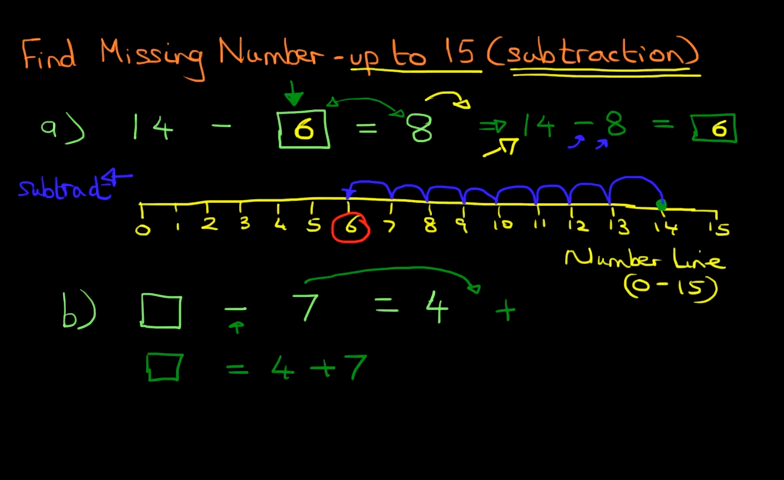 Find Missing Number - up to 15 (subtraction)
a) 14 - 6 = 8 ⇒ 14 - 8 = 6
subtract
0 1 2 3 4 5 6 7 8 9 10 11 12 13 14 15
Number Line
(0-15)
b) □ - 7 = 4 +
□ = 4 + 7